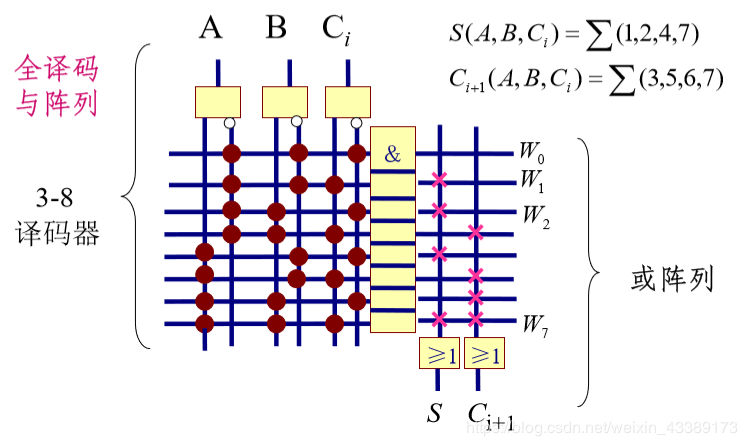 A B Cᵢ
S(A,B,Cᵢ)=∑(1,2,4,7)
Cᵢ₊₁(A,B,Cᵢ)=∑(3,5,6,7)
全译码
与阵列
3-8
译码器
&
W₀
W₁
W₂
W₇
或阵列
≥1 ≥1
S Cᵢ₊₁
https://blog.csdn.net/weixin_43389173